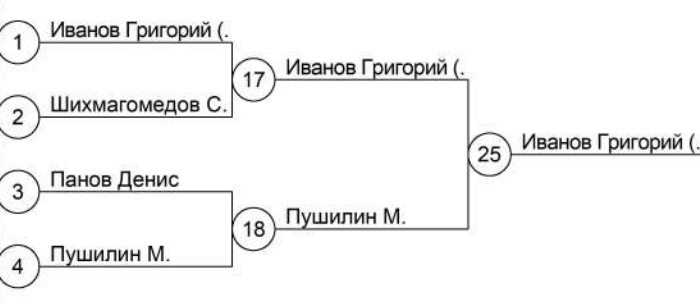 Иванов Григорий (.
1
Иванов Григорий (.
17
Шихмагомедов С.
2
Иванов Григорий (.
25
Панов Денис
3
Пушилин М.
18
Пушилин М.
4